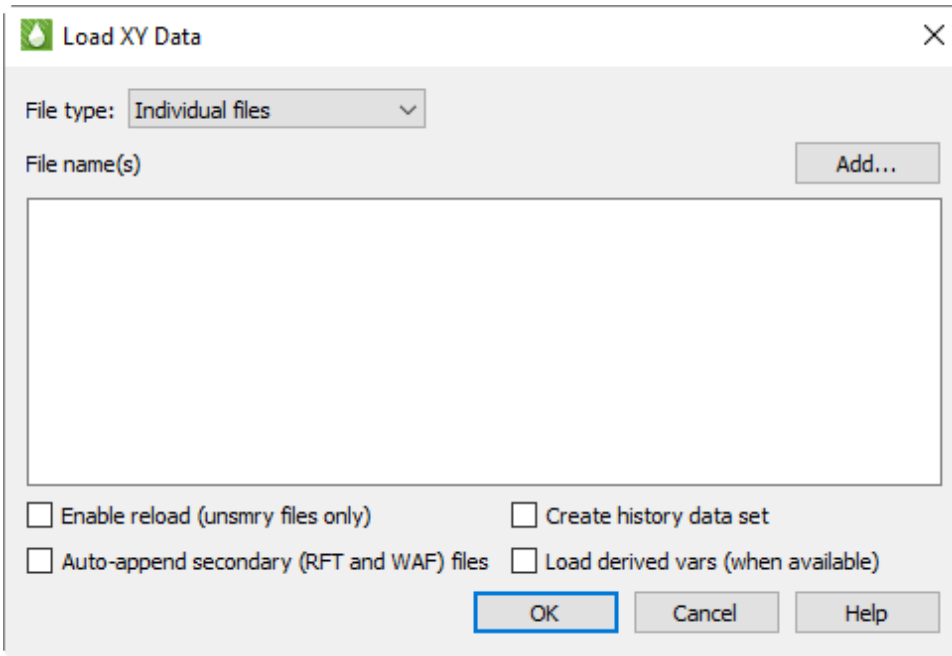 Load XY Data
File type: Individual files
File name(s) Add...
Enable reload (unsmry files only) Create history data set
Auto-append secondary (RFT and WAF) files Load derived vars (when available)
OK Cancel Help